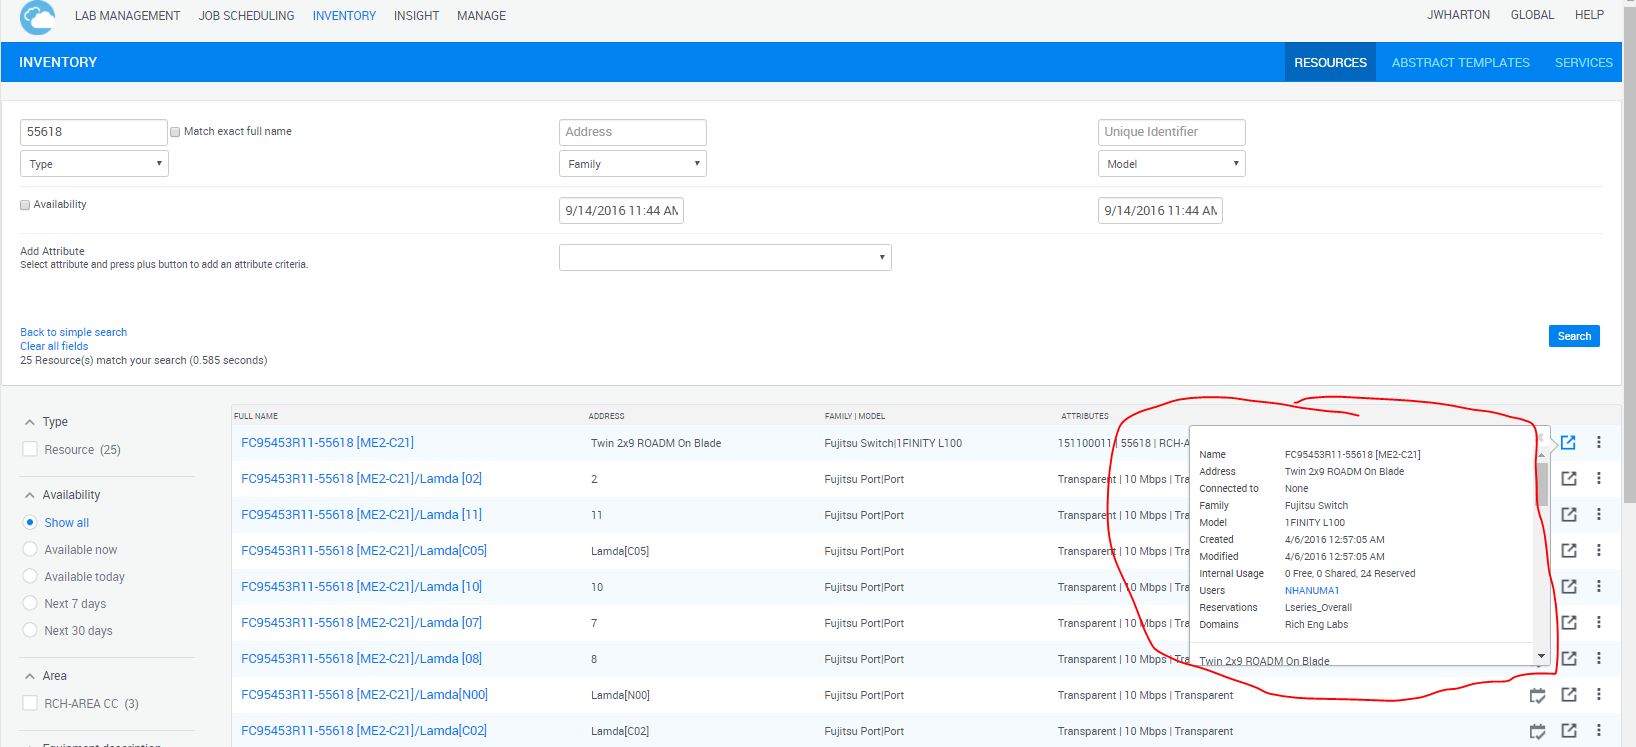 LAB MANAGEMENT JOB SCHEDULING INVENTORY INSIGHT MANAGE JWHARTON GLOBAL HELP
INVENTORY RESOURCES ABSTRACT TEMPLATES SERVICES
55618 Match exact full name Address Unique Identifier
Type Family Model
Availability 9/14/2016 11:44 AM 9/14/2016 11:44 AM
Add Attribute
Select attribute and press plus button to add an attribute criteria.
Back to simple search
Clear all fields
25 Resource(s) match your search (0.585 seconds)
Search
Type
Resource (25)
Availability
Show all
Available now
Available today
Next 7 days
Next 30 days
Area
RCH-AREA CC (3)
Equipment description
FULL NAME ADDRESS FAMILY | MODEL ATTRIBUTES
FC95453R11-55618 [ME2-C21] Twin 2x9 ROADM On Blade Fujitsu Switch|1FINITY L100 151100011 | 55618 | RCH-A
FC95453R11-55618 [ME2-C21]/Lamda [02] 2 Fujitsu Port|Port Transparent | 10 Mbps | Tra
FC95453R11-55618 [ME2-C21]/Lamda [11] 11 Fujitsu Port|Port Transparent | 10 Mbps | Tra
FC95453R11-55618 [ME2-C21]/Lamda[C05] Lamda[C05] Fujitsu Port|Port Transparent | 10 Mbps | Tra
FC95453R11-55618 [ME2-C21]/Lamda [10] 10 Fujitsu Port|Port Transparent | 10 Mbps | Tra
FC95453R11-55618 [ME2-C21]/Lamda [07] 7 Fujitsu Port|Port Transparent | 10 Mbps | Tra
FC95453R11-55618 [ME2-C21]/Lamda [08] 8 Fujitsu Port|Port Transparent | 10 Mbps | Tra
FC95453R11-55618 [ME2-C21]/Lamda[N00] Lamda[N00] Fujitsu Port|Port Transparent | 10 Mbps | Transparent
FC95453R11-55618 [ME2-C21]/Lamda[C02] Lamda[C02] Fujitsu Port|Port Transparent | 10 Mbps | Transparent
Name FC95453R11-55618 [ME2-C21]
Address Twin 2x9 ROADM On Blade
Connected to None
Family Fujitsu Switch
Model 1FINITY L100
Created 4/6/2016 12:57:05 AM
Modified 4/6/2016 12:57:05 AM
Internal Usage 0 Free, 0 Shared, 24 Reserved
Users NHANUMA1
Reservations Lseries_Overall
Domains Rich Eng Labs
Twin 2x9 ROADM On Blade